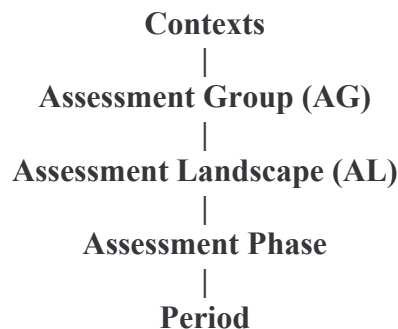 Contexts
Assessment Group (AG)
Assessment Landscape (AL)
Assessment Phase
Period